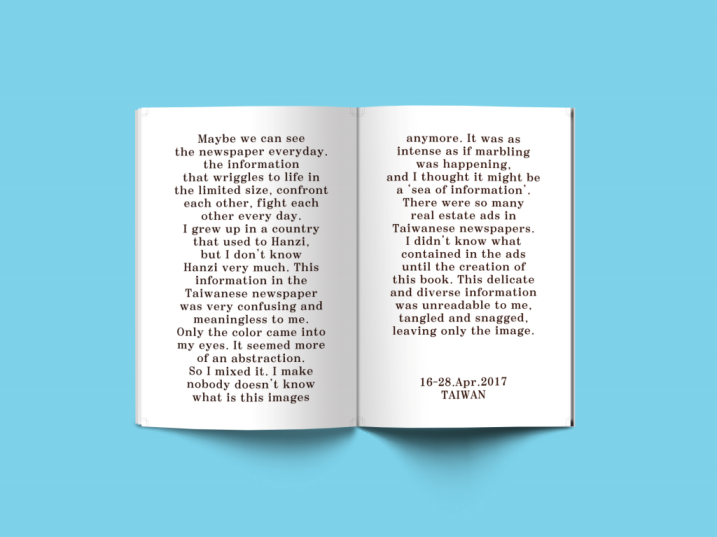 Maybe we can see
the newspaper everyday.
the information
that wriggles to life in
the limited size, confront
each other, fight each
other every day.
I grew up in a country
that used to Hanzi,
but I don't know
Hanzi very much. This
information in the
Taiwanese newspaper
was very confusing and
meaningless to me.
Only the color came into
my eyes. It seemed more
of an abstraction.
So I mixed it. I make
nobody doesn't know
what is this images
anymore. It was as
intense as if marbling
was happening,
and I thought it might be
a 'sea of information'.
There were so many
real estate ads in
Taiwanese newspapers.
I didn't know what
contained in the ads
until the creation of
this book. This delicate
and diverse information
was unreadable to me,
tangled and snagged,
leaving only the image.
16-28.Apr.2017
TAIWAN